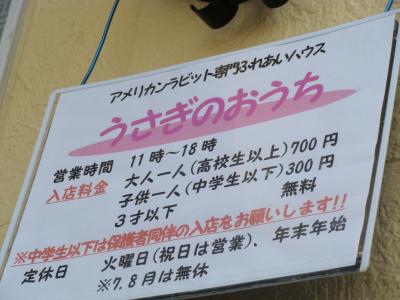 アメリカンラビット専門ふれあいハウス
うさぎのおうち
営業時間 11時～18時
入店料金 大人一人(高校生以上)700円
子供一人(中学生以下)300円
3才以下 無料
※中学生以下は保護者同伴の入店をお願いします!!
定休日 火曜日(祝日は営業)、年末年始
※7.8月は無休